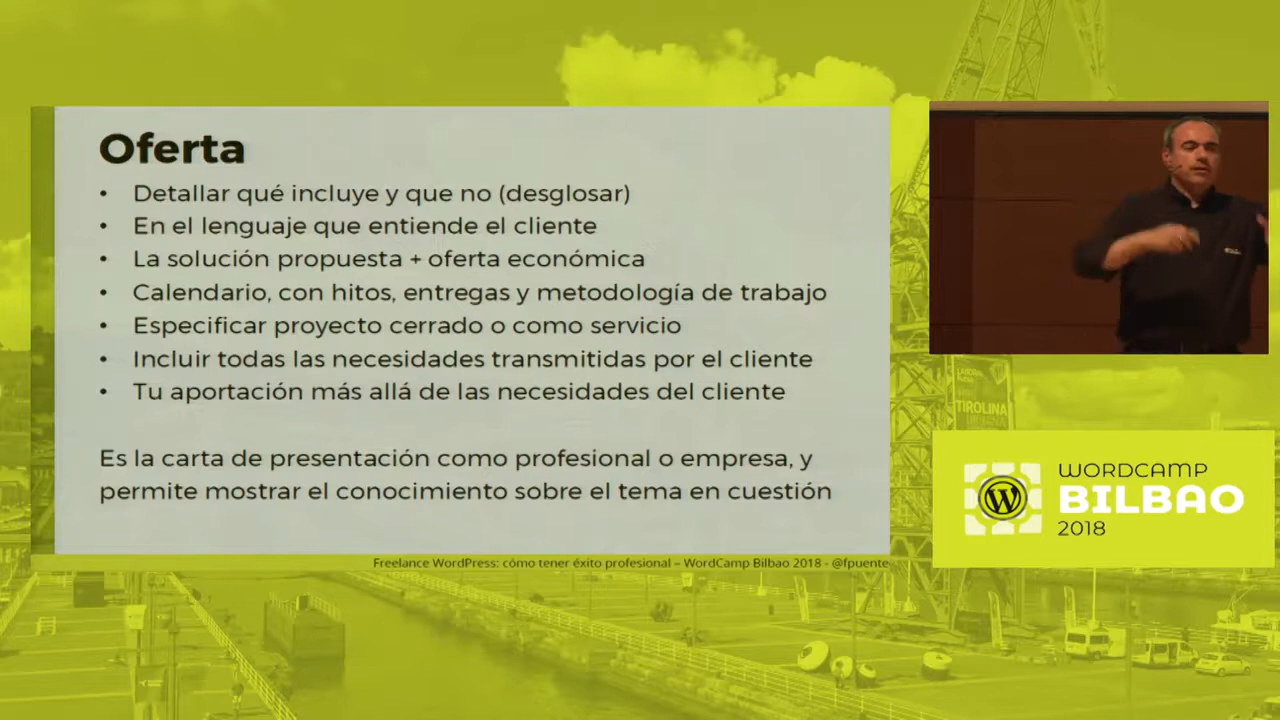 Oferta
• Detallar qué incluye y que no (desglosar)
• En el lenguaje que entiende el cliente
• La solución propuesta + oferta económica
• Calendario, con hitos, entregas y metodología de trabajo
• Especificar proyecto cerrado o como servicio
• Incluir todas las necesidades transmitidas por el cliente
• Tu aportación más allá de las necesidades del cliente
Es la carta de presentación como profesional o empresa, y
permite mostrar el conocimiento sobre el tema en cuestión
Freelance WordPress: cómo tener éxito profesional – WordCamp Bilbao 2018 - @fpuente
TIROLINA
WORDCAMP
BILBAO
2018